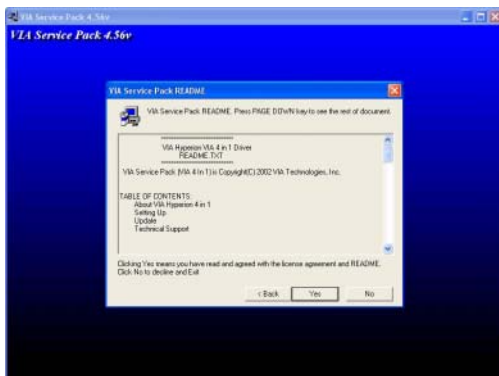 VIA Service Pack 4.56v
VIA Service Pack 4.56v
VIA Service Pack README
VIA Service Pack README. Press PAGE DOWN key to see the rest of document.
VIA Hyperion VIA 4 in 1 Driver
README.TXT
VIA Service Pack (VIA 4 In 1) is Copyright(C) 2002 VIA Technologies, Inc.
TABLE OF CONTENTS:
About VIA Hyperion 4 in 1
Setting Up
Update
Technical Support
Clicking Yes means you have read and agreed with the license agreement and README.
Click No to decline and Exit
< Back
Yes
No